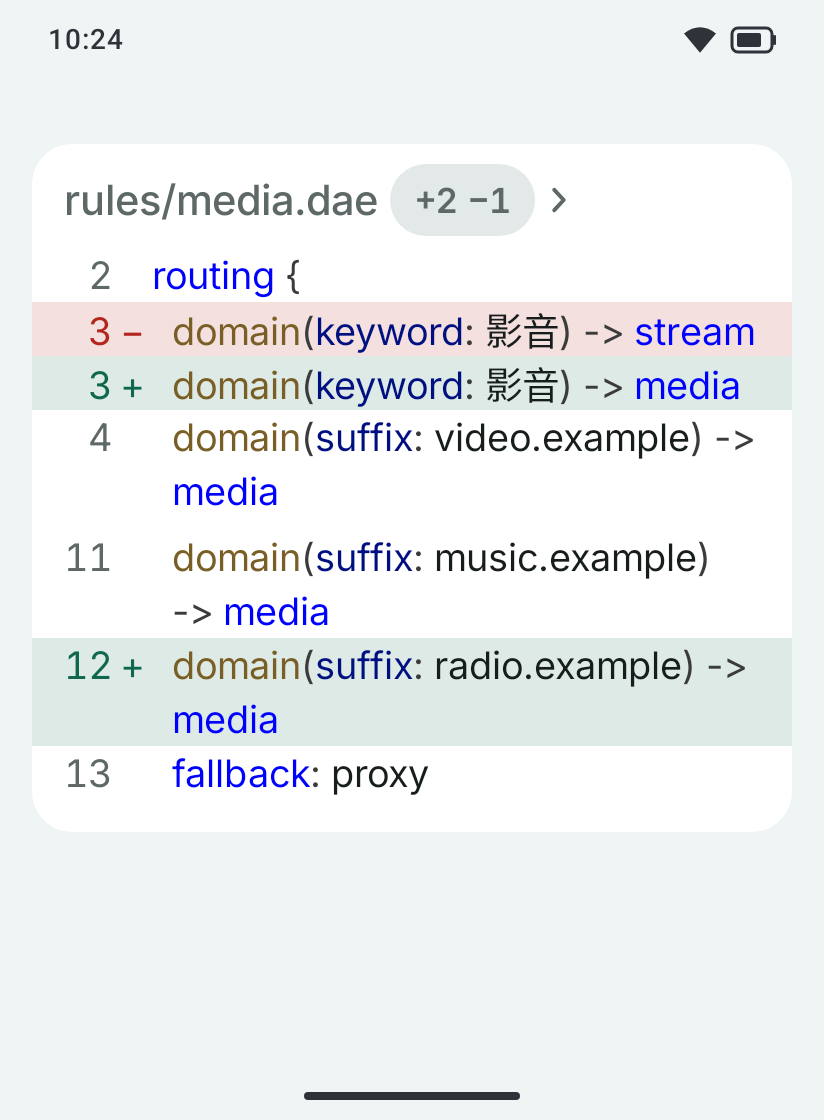 10:24
rules/media.dae +2 −1
2 routing {
3 − domain(keyword: 影音) -> stream
3 + domain(keyword: 影音) -> media
4 domain(suffix: video.example) ->
media
11 domain(suffix: music.example)
-> media
12 + domain(suffix: radio.example) ->
media
13 fallback: proxy